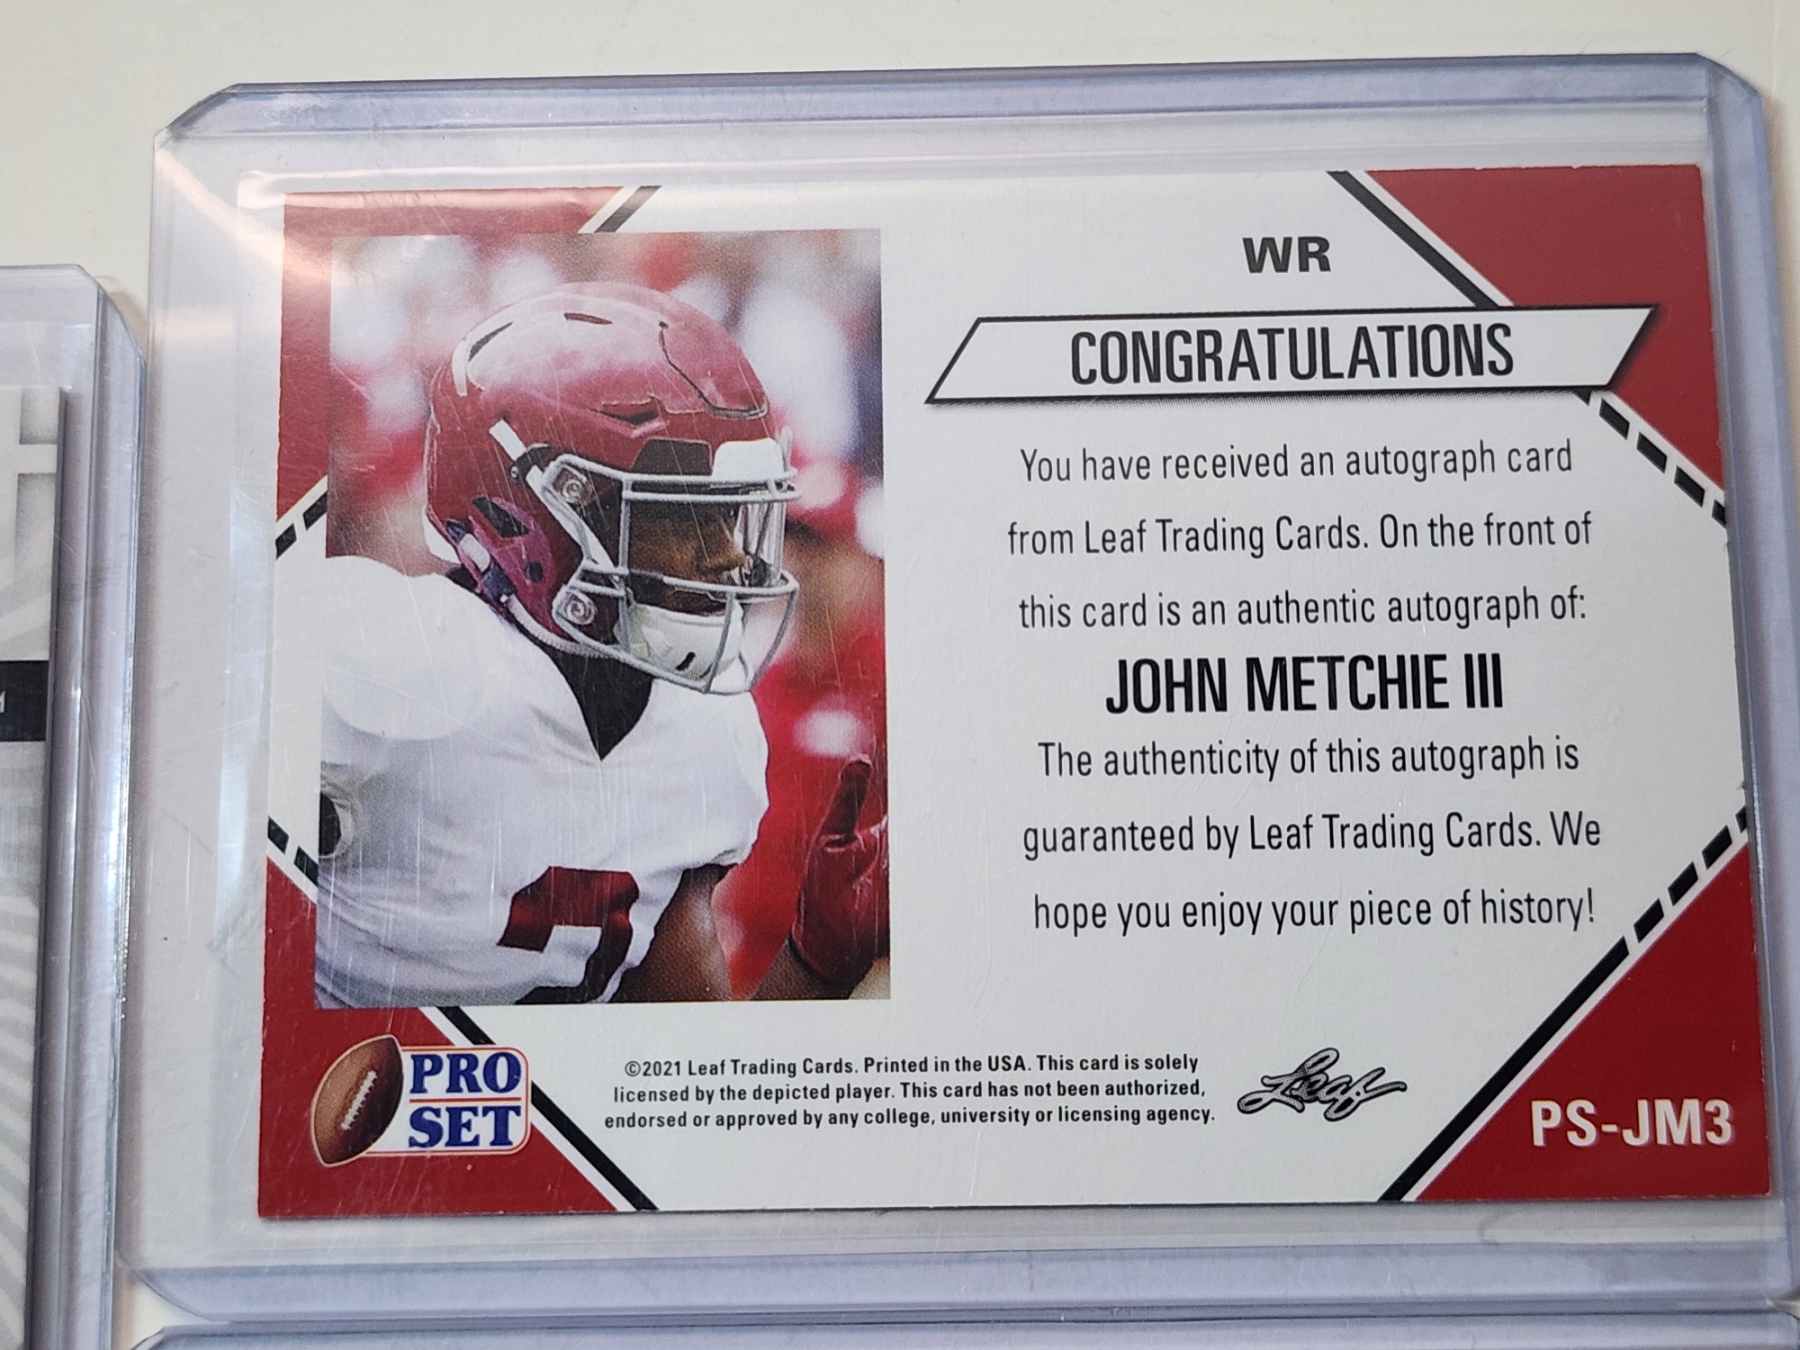 WR
CONGRATULATIONS
You have received an autograph card
from Leaf Trading Cards. On the front of
this card is an authentic autograph of:
JOHN METCHIE III
The authenticity of this autograph is
guaranteed by Leaf Trading Cards. We
hope you enjoy your piece of history!
PRO
SET
©2021 Leaf Trading Cards. Printed in the USA. This card is solely
licensed by the depicted player. This card has not been authorized,
endorsed or approved by any college, university or licensing agency.
Leaf
PS-JM3